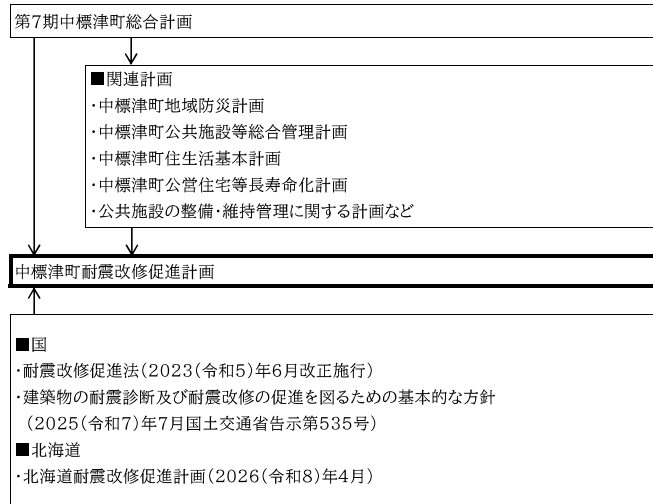 第7期中標津町総合計画
■関連計画
・中標津町地域防災計画
・中標津町公共施設等総合管理計画
・中標津町住生活基本計画
・中標津町公営住宅等長寿命化計画
・公共施設の整備・維持管理に関する計画など
中標津町耐震改修促進計画
■国
・耐震改修促進法（2023（令和5）年6月改正施行）
・建築物の耐震診断及び耐震改修の促進を図るための基本的な方針
（2025（令和7）年7月国土交通省告示第535号）
■北海道
・北海道耐震改修促進計画（2026（令和8）年4月）